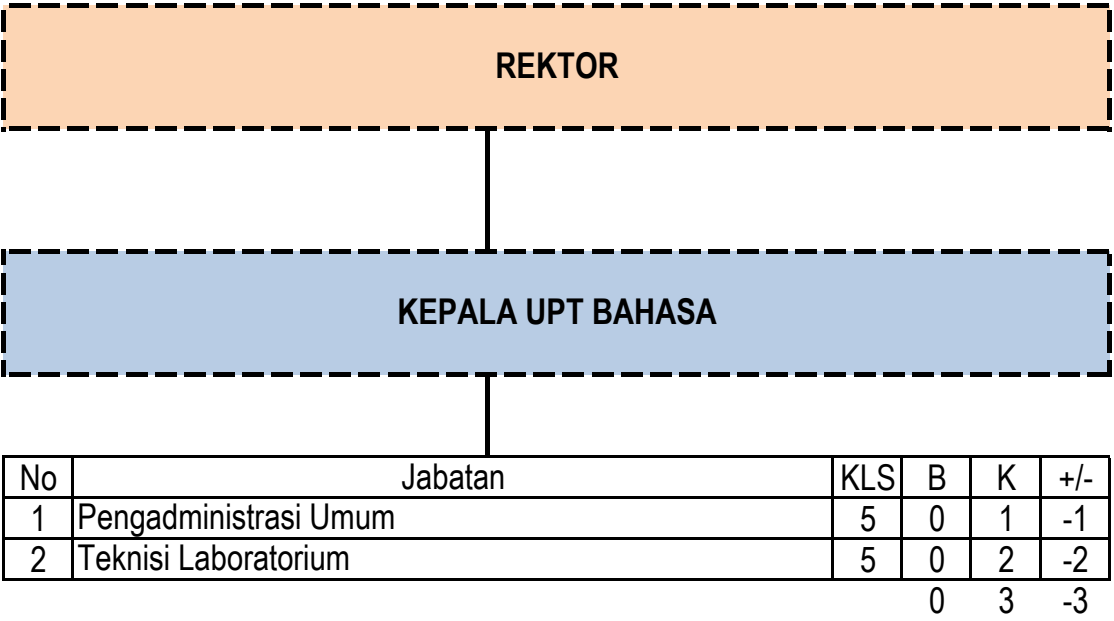 REKTOR
KEPALA UPT BAHASA
No Jabatan KLS B K +/-
1 Pengadministrasi Umum 5 0 1 -1
2 Teknisi Laboratorium 5 0 2 -2
0 3 -3